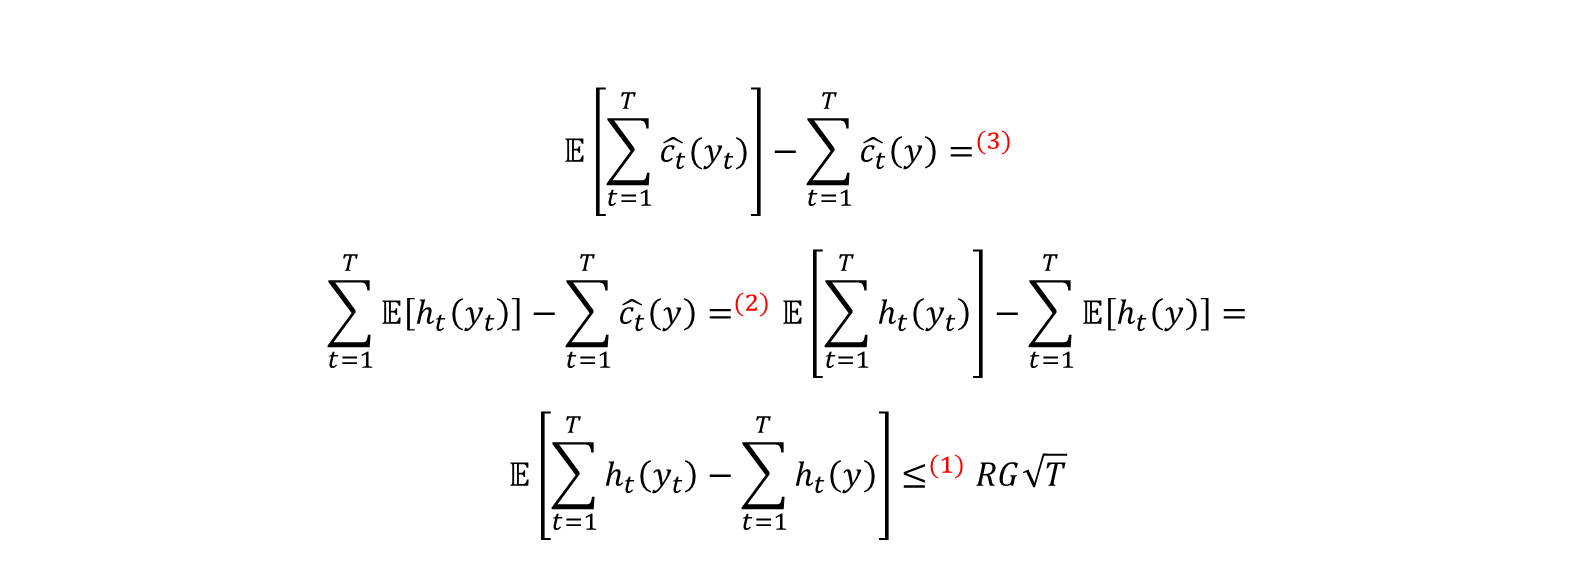 𝔼[∑_{t=1}^{T} ĉ_t(y_t)] − ∑_{t=1}^{T} ĉ_t(y) =^{(3)}
∑_{t=1}^{T} 𝔼[h_t(y_t)] − ∑_{t=1}^{T} ĉ_t(y) =^{(2)} 𝔼[∑_{t=1}^{T} h_t(y_t)] − ∑_{t=1}^{T} 𝔼[h_t(y)] =
𝔼[∑_{t=1}^{T} h_t(y_t) − ∑_{t=1}^{T} h_t(y)] ≤^{(1)} RG√T